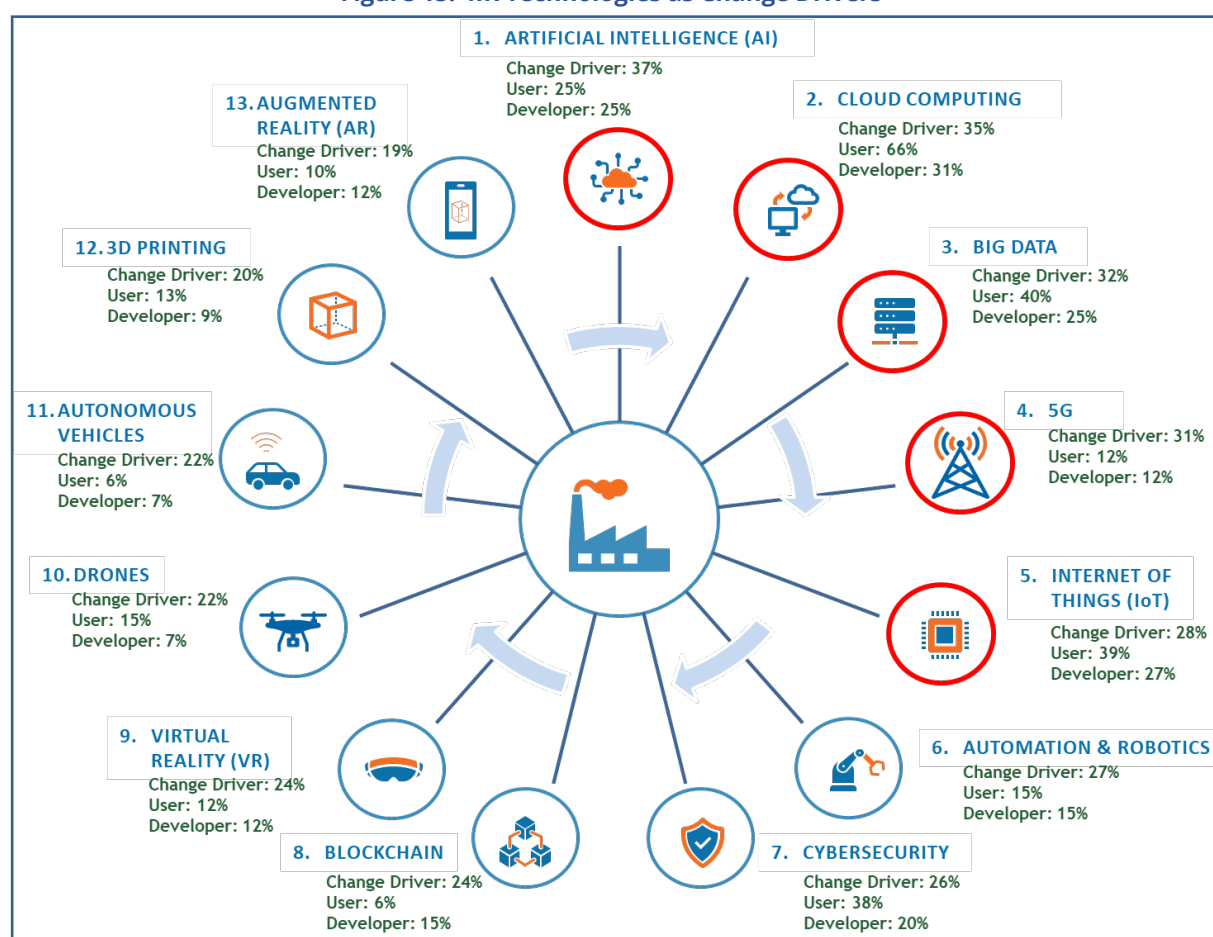 1. ARTIFICIAL INTELLIGENCE (AI)
Change Driver: 37%
User: 25%
Developer: 25%
2. CLOUD COMPUTING
Change Driver: 35%
User: 66%
Developer: 31%
3. BIG DATA
Change Driver: 32%
User: 40%
Developer: 25%
4. 5G
Change Driver: 31%
User: 12%
Developer: 12%
5. INTERNET OF
THINGS (IoT)
Change Driver: 28%
User: 39%
Developer: 27%
6. AUTOMATION & ROBOTICS
Change Driver: 27%
User: 15%
Developer: 15%
7. CYBERSECURITY
Change Driver: 26%
User: 38%
Developer: 20%
8. BLOCKCHAIN
Change Driver: 24%
User: 6%
Developer: 15%
9. VIRTUAL
REALITY (VR)
Change Driver: 24%
User: 12%
Developer: 12%
10. DRONES
Change Driver: 22%
User: 15%
Developer: 7%
11. AUTONOMOUS
VEHICLES
Change Driver: 22%
User: 6%
Developer: 7%
12. 3D PRINTING
Change Driver: 20%
User: 13%
Developer: 9%
13. AUGMENTED
REALITY (AR)
Change Driver: 19%
User: 10%
Developer: 12%